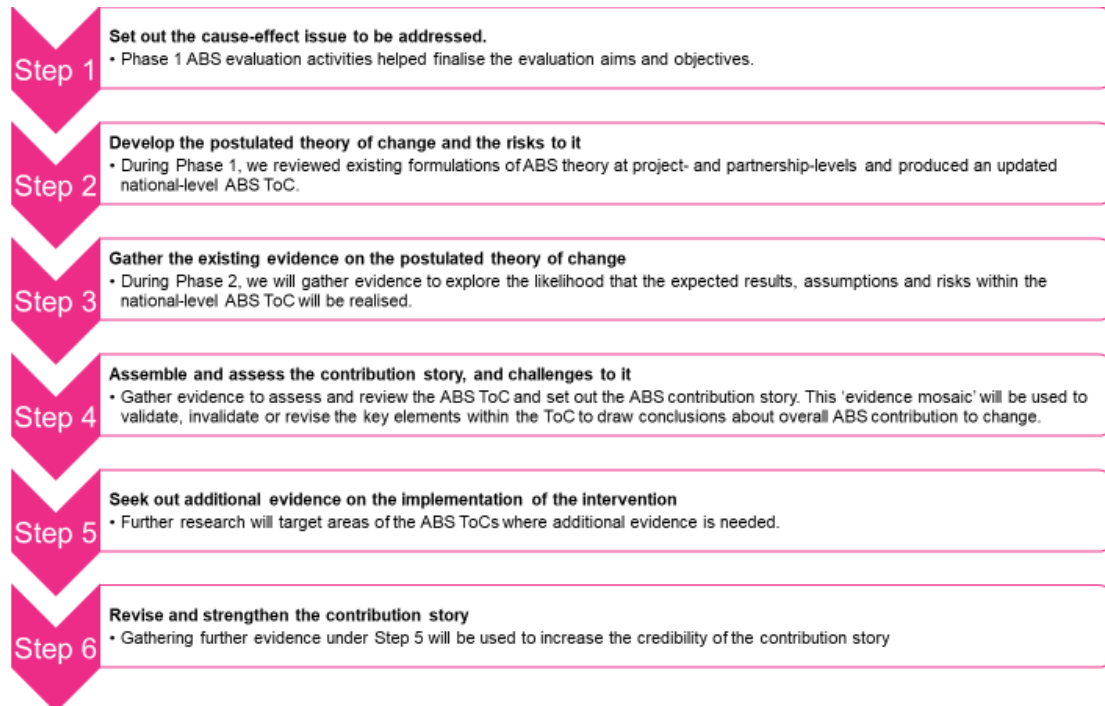 Step 1
Set out the cause-effect issue to be addressed.
• Phase 1 ABS evaluation activities helped finalise the evaluation aims and objectives.
Step 2
Develop the postulated theory of change and the risks to it
• During Phase 1, we reviewed existing formulations of ABS theory at project- and partnership-levels and produced an updated
national-level ABS ToC.
Step 3
Gather the existing evidence on the postulated theory of change
• During Phase 2, we will gather evidence to explore the likelihood that the expected results, assumptions and risks within the
national-level ABS ToC will be realised.
Step 4
Assemble and assess the contribution story, and challenges to it
• Gather evidence to assess and review the ABS ToC and set out the ABS contribution story. This ‘evidence mosaic’ will be used to
validate, invalidate or revise the key elements within the ToC to draw conclusions about overall ABS contribution to change.
Step 5
Seek out additional evidence on the implementation of the intervention
• Further research will target areas of the ABS ToCs where additional evidence is needed.
Step 6
Revise and strengthen the contribution story
• Gathering further evidence under Step 5 will be used to increase the credibility of the contribution story